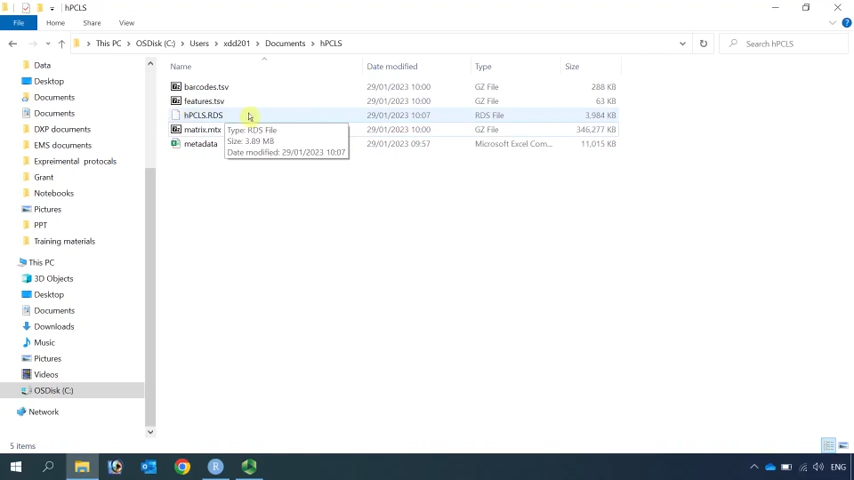 hPCLS
File
Home
Share
View
This PC
OSDisk (C:)
Users
xdd201
Documents
hPCLS
Search hPCLS
Name
Date modified
Type
Size
barcodes.tsv
29/01/2023 10:00
GZ File
288 KB
features.tsv
29/01/2023 10:00
GZ File
63 KB
hPCLS.RDS
29/01/2023 10:07
RDS File
3,984 KB
matrix.mtx
29/01/2023 10:00
GZ File
346,277 KB
metadata
29/01/2023 09:57
Microsoft Excel Com...
11,015 KB
Type: RDS File
Size: 3.89 MB
Date modified: 29/01/2023 10:07
Data
Desktop
Documents
Documents
DXP documents
EMS documents
Expreimental protocals
Grant
Notebooks
Pictures
PPT
Training materials
This PC
3D Objects
Desktop
Documents
Downloads
Music
Pictures
Videos
OSDisk (C:)
Network
5 items
ENG